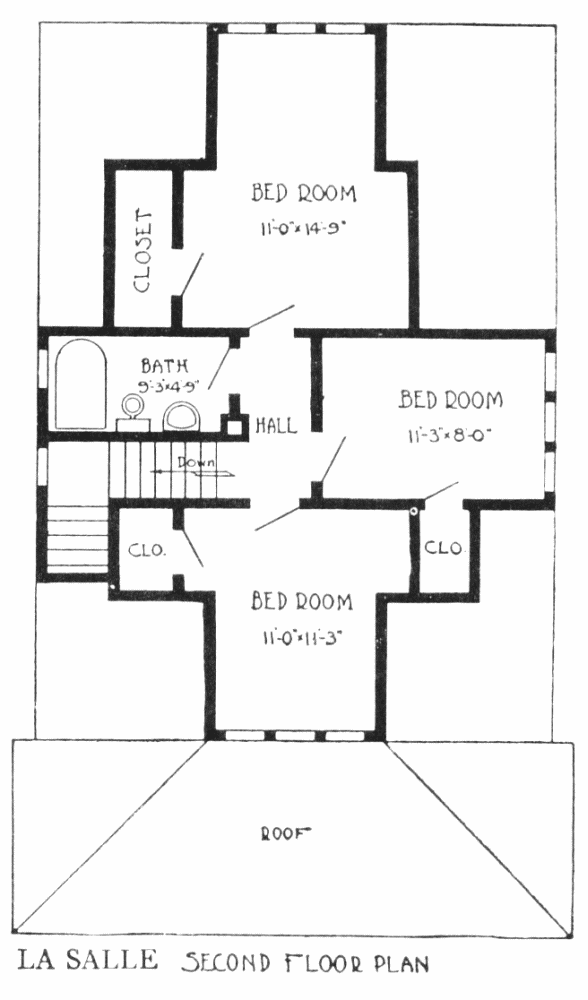 BED ROOM
11'-0"x14'-9"
CLOSET
BATH
9'-3"x4'-9"
BED ROOM
11'-3"x8'-0"
HALL
Down
CLO.
CLO.
BED ROOM
11'-0"x11'-3"
ROOF
LA SALLE SECOND FLOOR PLAN